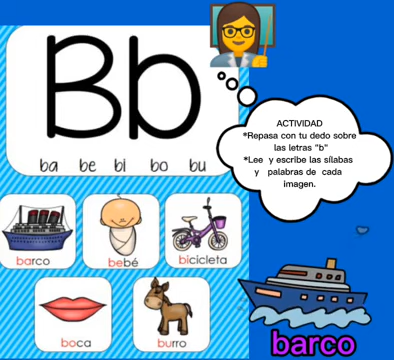 Bb
ba be bi bo bu
ACTIVIDAD
*Repasa con tu dedo sobre
las letras "b"
*Lee y escribe las sílabas
y palabras de cada
imagen.
barco
bebé
bicicleta
boca
burro
barco